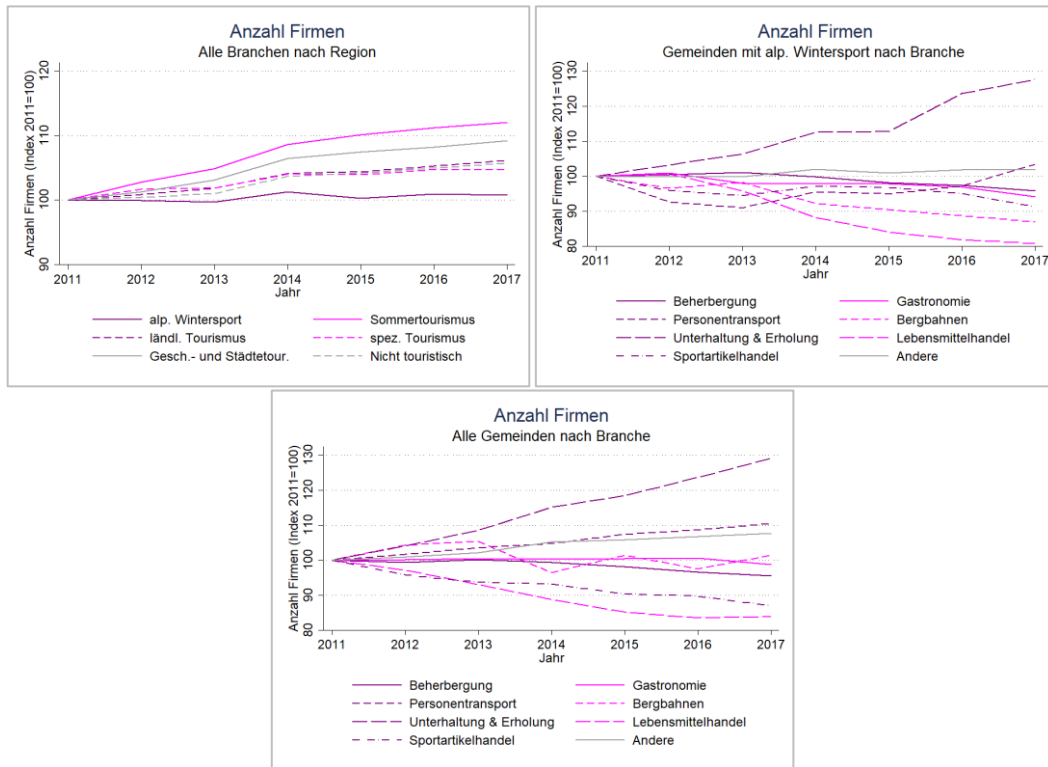 Anzahl Firmen
Alle Branchen nach Region
Anzahl Firmen (Index 2011=100)
120
110
100
90
2011 2012 2013 2014 2015 2016 2017
Jahr
alp. Wintersport Sommertourismus
ländl. Tourismus spez. Tourismus
Gesch.- und Städtetour. Nicht touristisch
Anzahl Firmen
Gemeinden mit alp. Wintersport nach Branche
Anzahl Firmen (Index 2011=100)
130
120
110
100
90
80
2011 2012 2013 2014 2015 2016 2017
Jahr
Beherbergung Gastronomie
Personentransport Bergbahnen
Unterhaltung & Erholung Lebensmittelhandel
Sportartikelhandel Andere
Anzahl Firmen
Alle Gemeinden nach Branche
Anzahl Firmen (Index 2011=100)
130
120
110
100
90
80
2011 2012 2013 2014 2015 2016 2017
Jahr
Beherbergung Gastronomie
Personentransport Bergbahnen
Unterhaltung & Erholung Lebensmittelhandel
Sportartikelhandel Andere